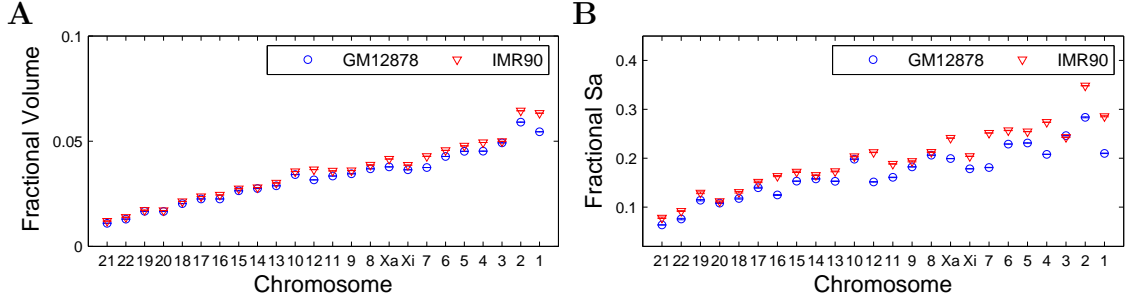 A
Fractional Volume
0.1
0.05
0
GM12878 IMR90
21 22 19 20 18 17 16 15 14 13 10 12 11 9 8 Xa Xi 7 6 5 4 3 2 1
Chromosome
B
Fractional Sa
0.4
0.3
0.2
0.1
GM12878 IMR90
21 22 19 20 18 17 16 15 14 13 10 12 11 9 8 Xa Xi 7 6 5 4 3 2 1
Chromosome